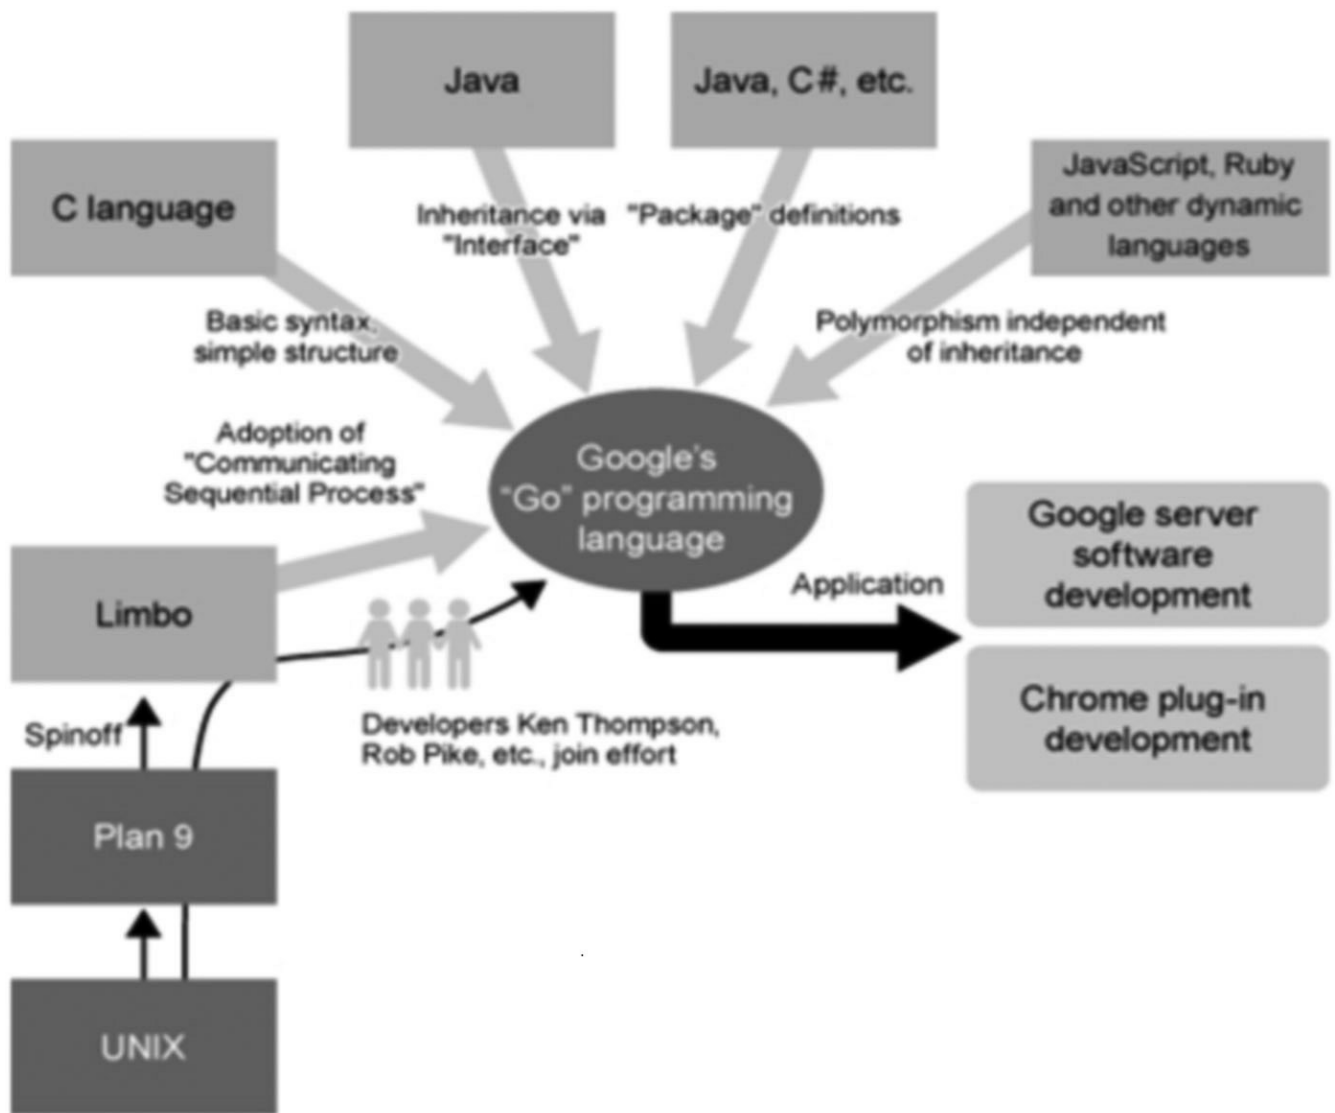 Java
Java, C#, etc.
C language
JavaScript, Ruby
and other dynamic
languages
Inheritance via
"Interface"
"Package" definitions
Basic syntax,
simple structure
Polymorphism independent
of inheritance
Adoption of
"Communicating
Sequential Process"
Google's
“Go” programming
language
Google server
software
development
Application
Limbo
Chrome plug-in
development
Developers Ken Thompson,
Rob Pike, etc., join effort
Spinoff
Plan 9
UNIX